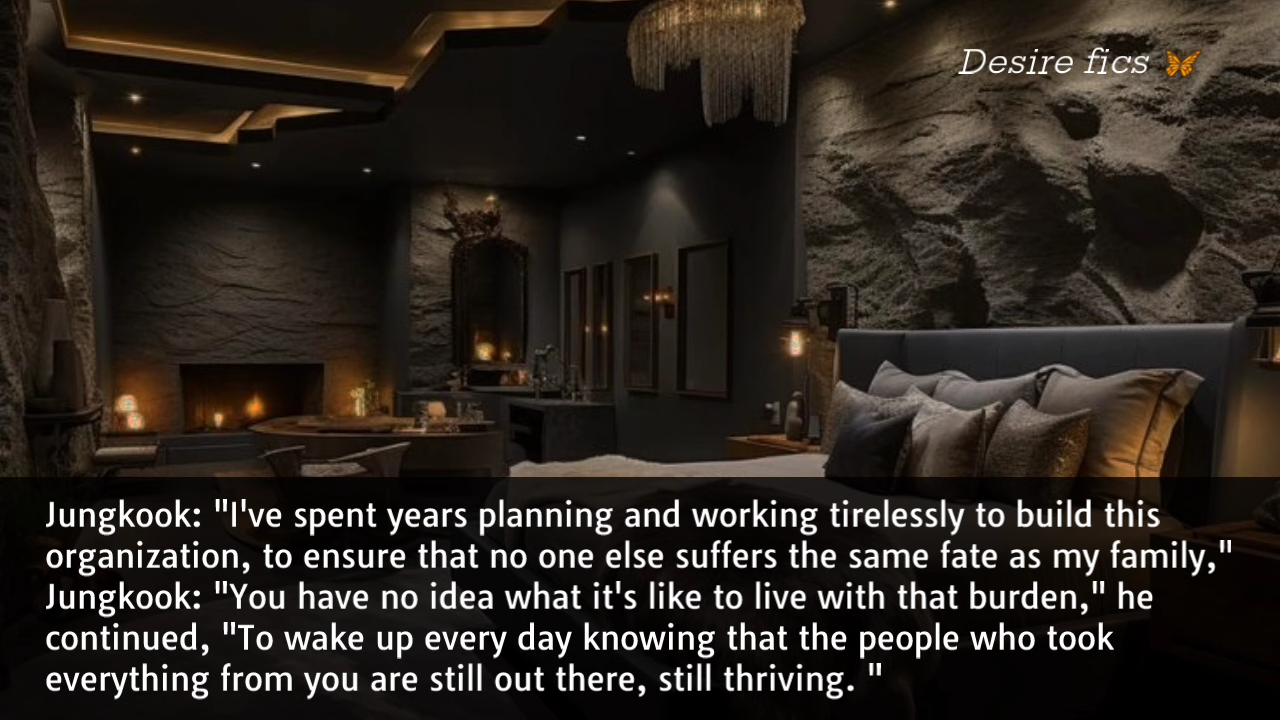 Desire fics 🦋
Jungkook: "I've spent years planning and working tirelessly to build this
organization, to ensure that no one else suffers the same fate as my family,"
Jungkook: "You have no idea what it's like to live with that burden," he
continued, "To wake up every day knowing that the people who took
everything from you are still out there, still thriving. "